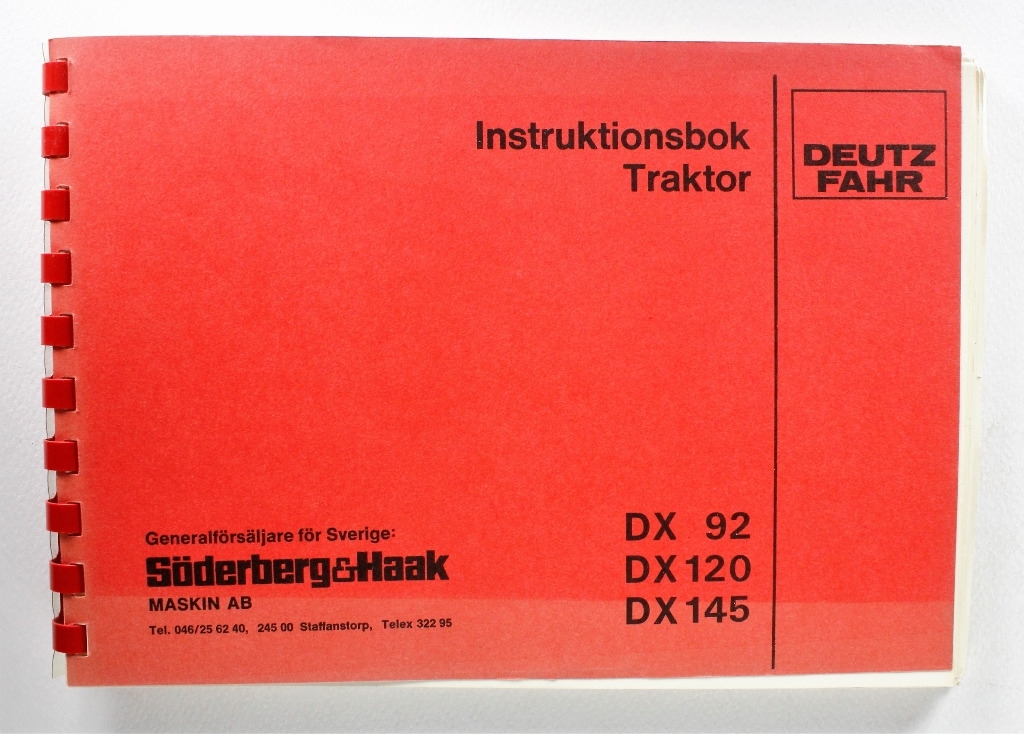 Instruktionsbok
Traktor
DEUTZ
FAHR
Generalförsäljare för Sverige:
Söderberg&Haak
MASKIN AB
Tel. 046/25 62 40, 245 00 Staffanstorp, Telex 322 95
DX 92
DX 120
DX 145